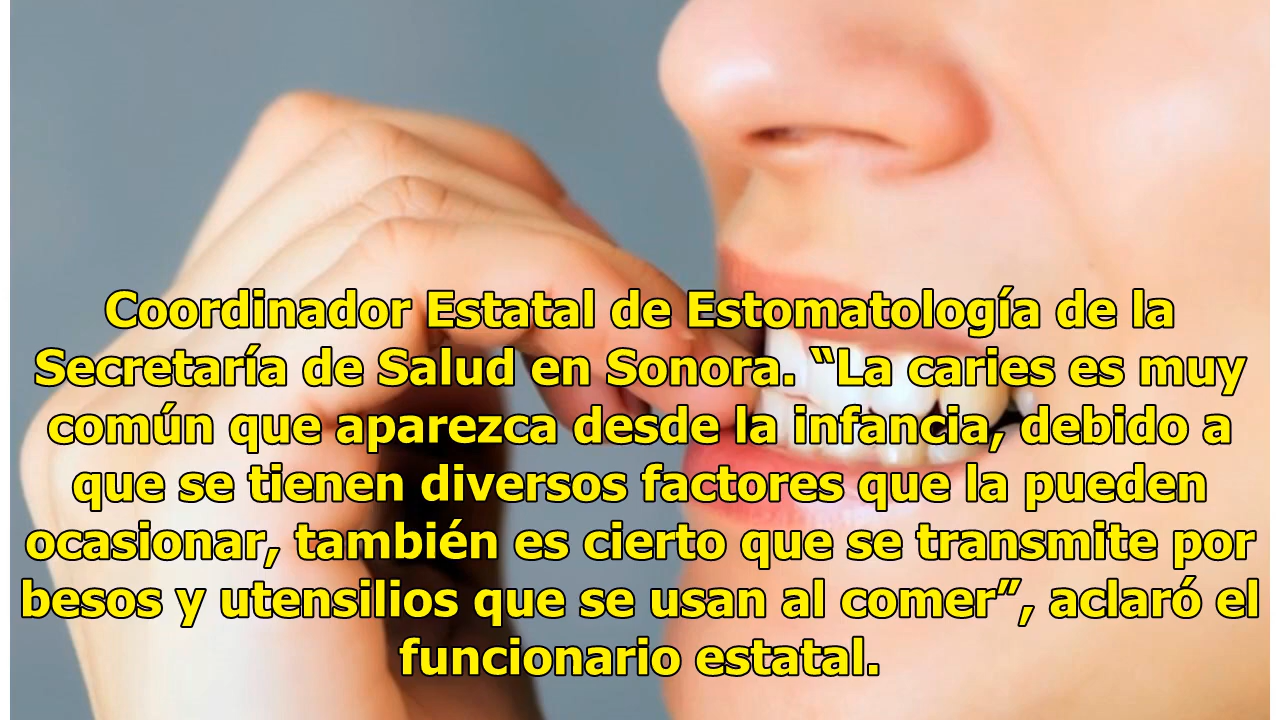 Coordinador Estatal de Estomatología de la
Secretaría de Salud en Sonora. “La caries es muy
común que aparezca desde la infancia, debido a
que se tienen diversos factores que la pueden
ocasionar, también es cierto que se transmite por
besos y utensilios que se usan al comer”, aclaró el
funcionario estatal.